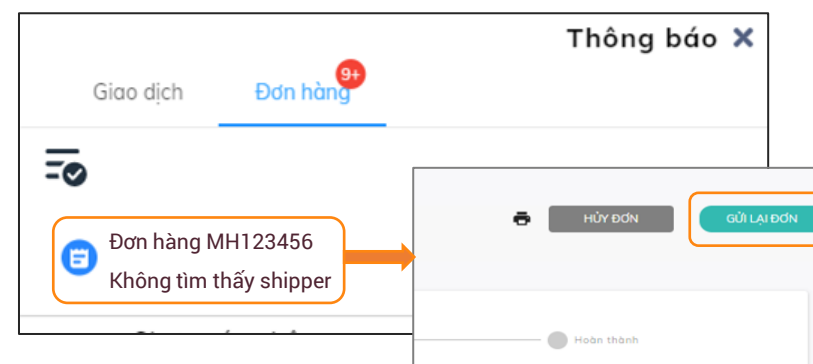 Thông báo
Giao dịch
Đơn hàng
9+
HỦY ĐƠN
GỬI LẠI ĐƠN
Đơn hàng MH123456
Không tìm thấy shipper
Hoàn thành